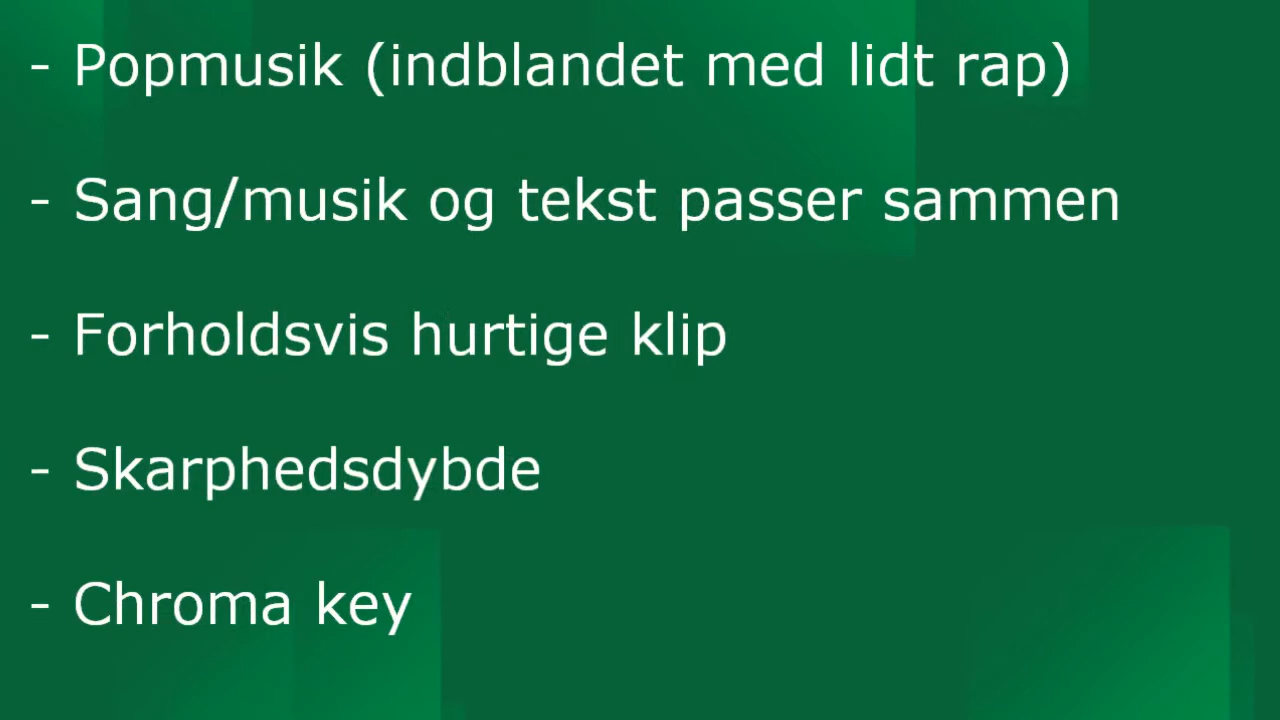 - Popmusik (indblandet med lidt rap)
- Sang/musik og tekst passer sammen
- Forholdsvis hurtige klip
- Skarphedsdybde
- Chroma key